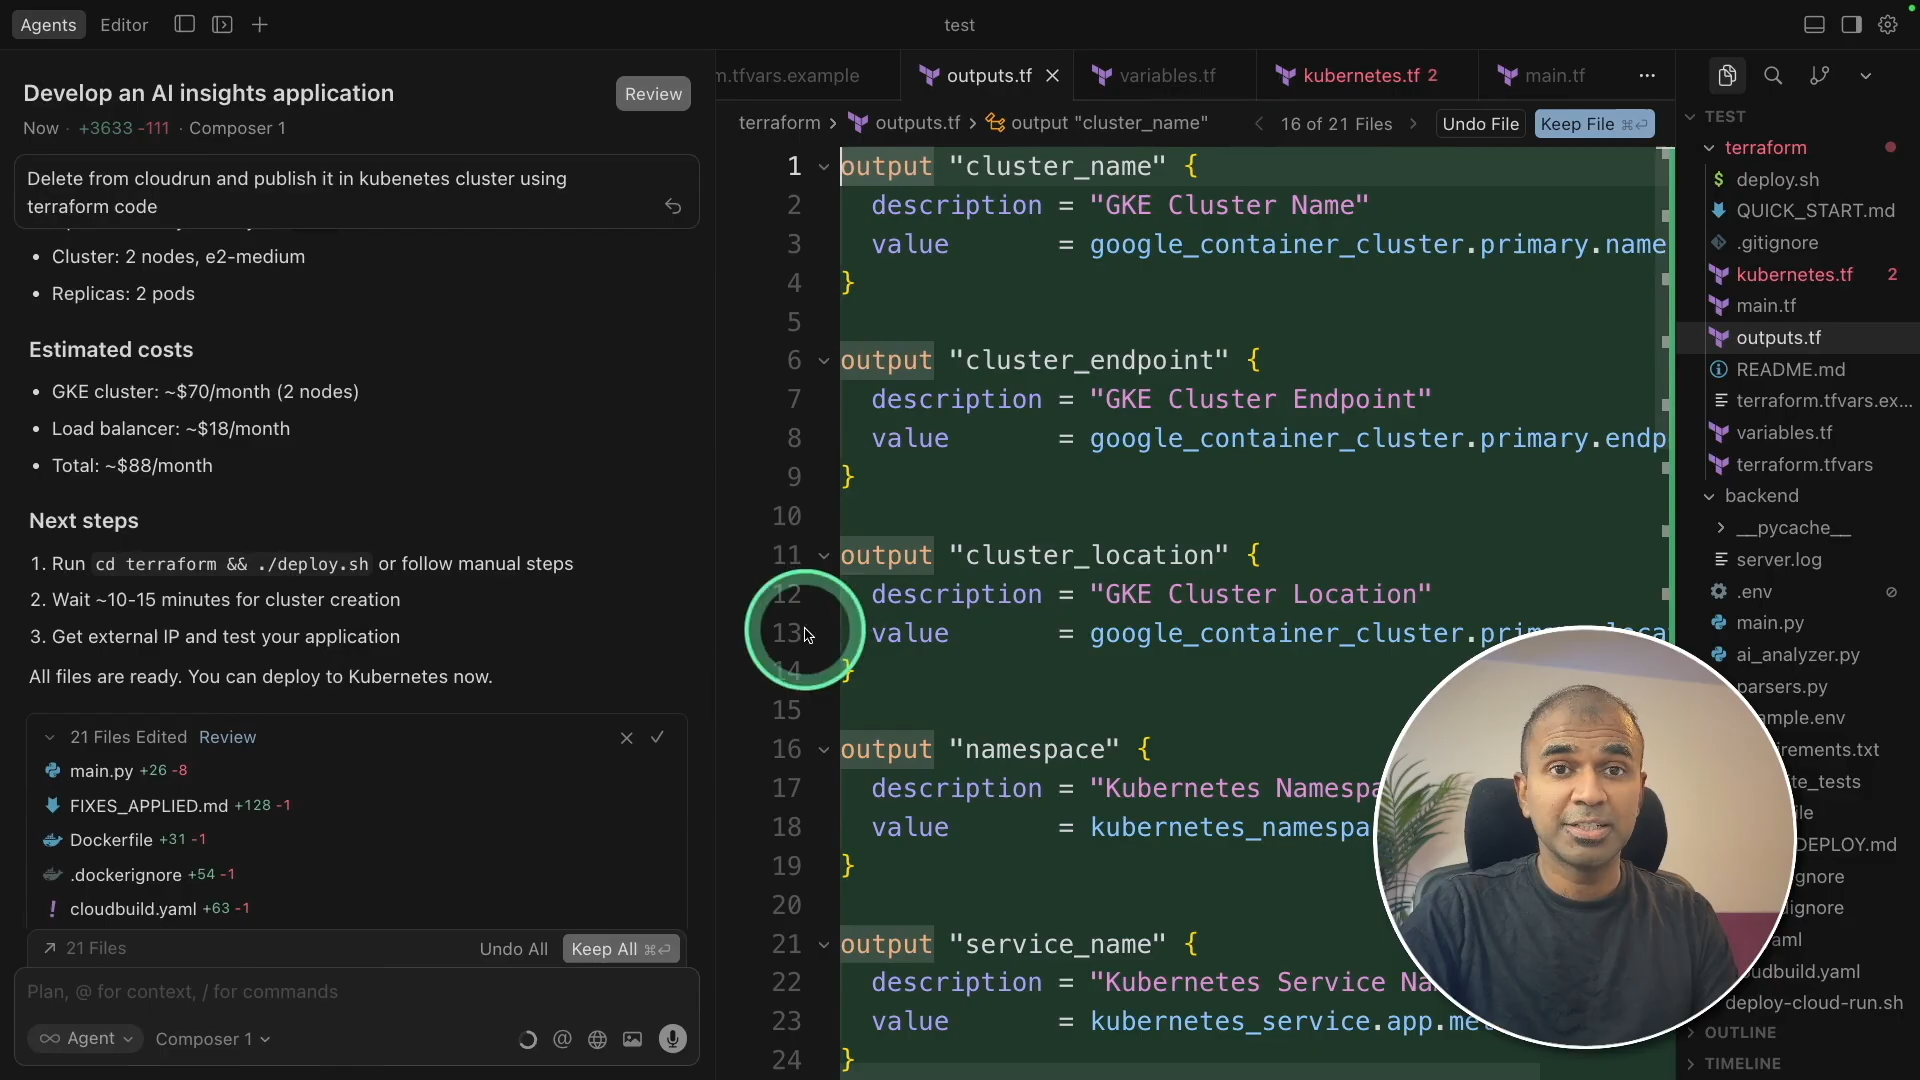 Agents Editor
test
Develop an AI insights application
Review
Now · +3633 -111 · Composer 1
Delete from cloudrun and publish it in kubenetes cluster using
terraform code
• Cluster: 2 nodes, e2-medium
• Replicas: 2 pods
Estimated costs
• GKE cluster: ~$70/month (2 nodes)
• Load balancer: ~$18/month
• Total: ~$88/month
Next steps
1. Run cd terraform && ./deploy.sh or follow manual steps
2. Wait ~10-15 minutes for cluster creation
3. Get external IP and test your application
All files are ready. You can deploy to Kubernetes now.
21 Files Edited Review
main.py +26 -8
FIXES_APPLIED.md +128 -1
Dockerfile +31 -1
.dockerignore +54 -1
cloudbuild.yaml +63 -1
21 Files Undo All Keep All ⌘⏎
Plan, @ for context, / for commands
Agent Composer 1
m.tfvars.example outputs.tf variables.tf kubernetes.tf 2 main.tf
terraform > outputs.tf > output "cluster_name"
16 of 21 Files Undo File Keep File ⌘⏎
1 output "cluster_name" {
2 description = "GKE Cluster Name"
3 value = google_container_cluster.primary.name
4 }
5
6 output "cluster_endpoint" {
7 description = "GKE Cluster Endpoint"
8 value = google_container_cluster.primary.endp
9 }
10
11 output "cluster_location" {
12 description = "GKE Cluster Location"
13 value = google_container_cluster.
14 }
15
16 output "namespace" {
17 description = "Kubernetes Namespa
18 value = kubernetes_namespa
19 }
20
21 output "service_name" {
22 description = "Kubernetes Service Na
23 value = kubernetes_service.app.me
24 }
TEST
terraform
deploy.sh
QUICK_START.md
.gitignore
kubernetes.tf 2
main.tf
outputs.tf
README.md
terraform.tfvars.ex...
variables.tf
terraform.tfvars
backend
__pycache__
server.log
.env
main.py
ai_analyzer.py
parsers.py
ample.env
irements.txt
te_tests
ile
DEPLOY.md
gnore
ignore
aml
udbuild.yaml
deploy-cloud-run.sh
OUTLINE
TIMELINE